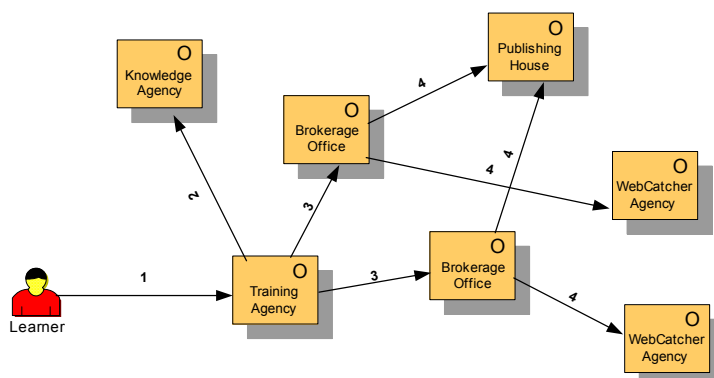 O
Publishing
House
O
Knowledge
Agency
4
O
Brokerage
Office
4
4
O
WebCatcher
Agency
2
3
O
Brokerage
Office
O
Training
Agency
1
3
Learner
4
O
WebCatcher
Agency